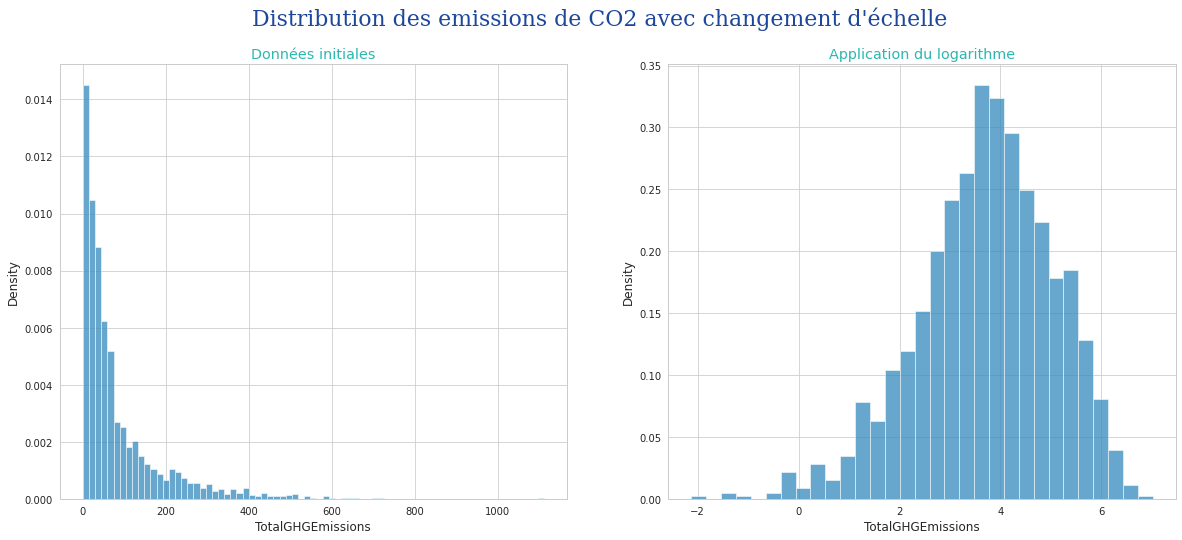 Distribution des emissions de CO2 avec changement d'échelle
Données initiales
0.014
0.012
0.010
0.008
0.006
0.004
0.002
0.000
Density
0 200 400 600 800 1000
TotalGHGEmissions
Application du logarithme
0.35
0.30
0.25
0.20
0.15
0.10
0.05
0.00
Density
−2 0 2 4 6
TotalGHGEmissions